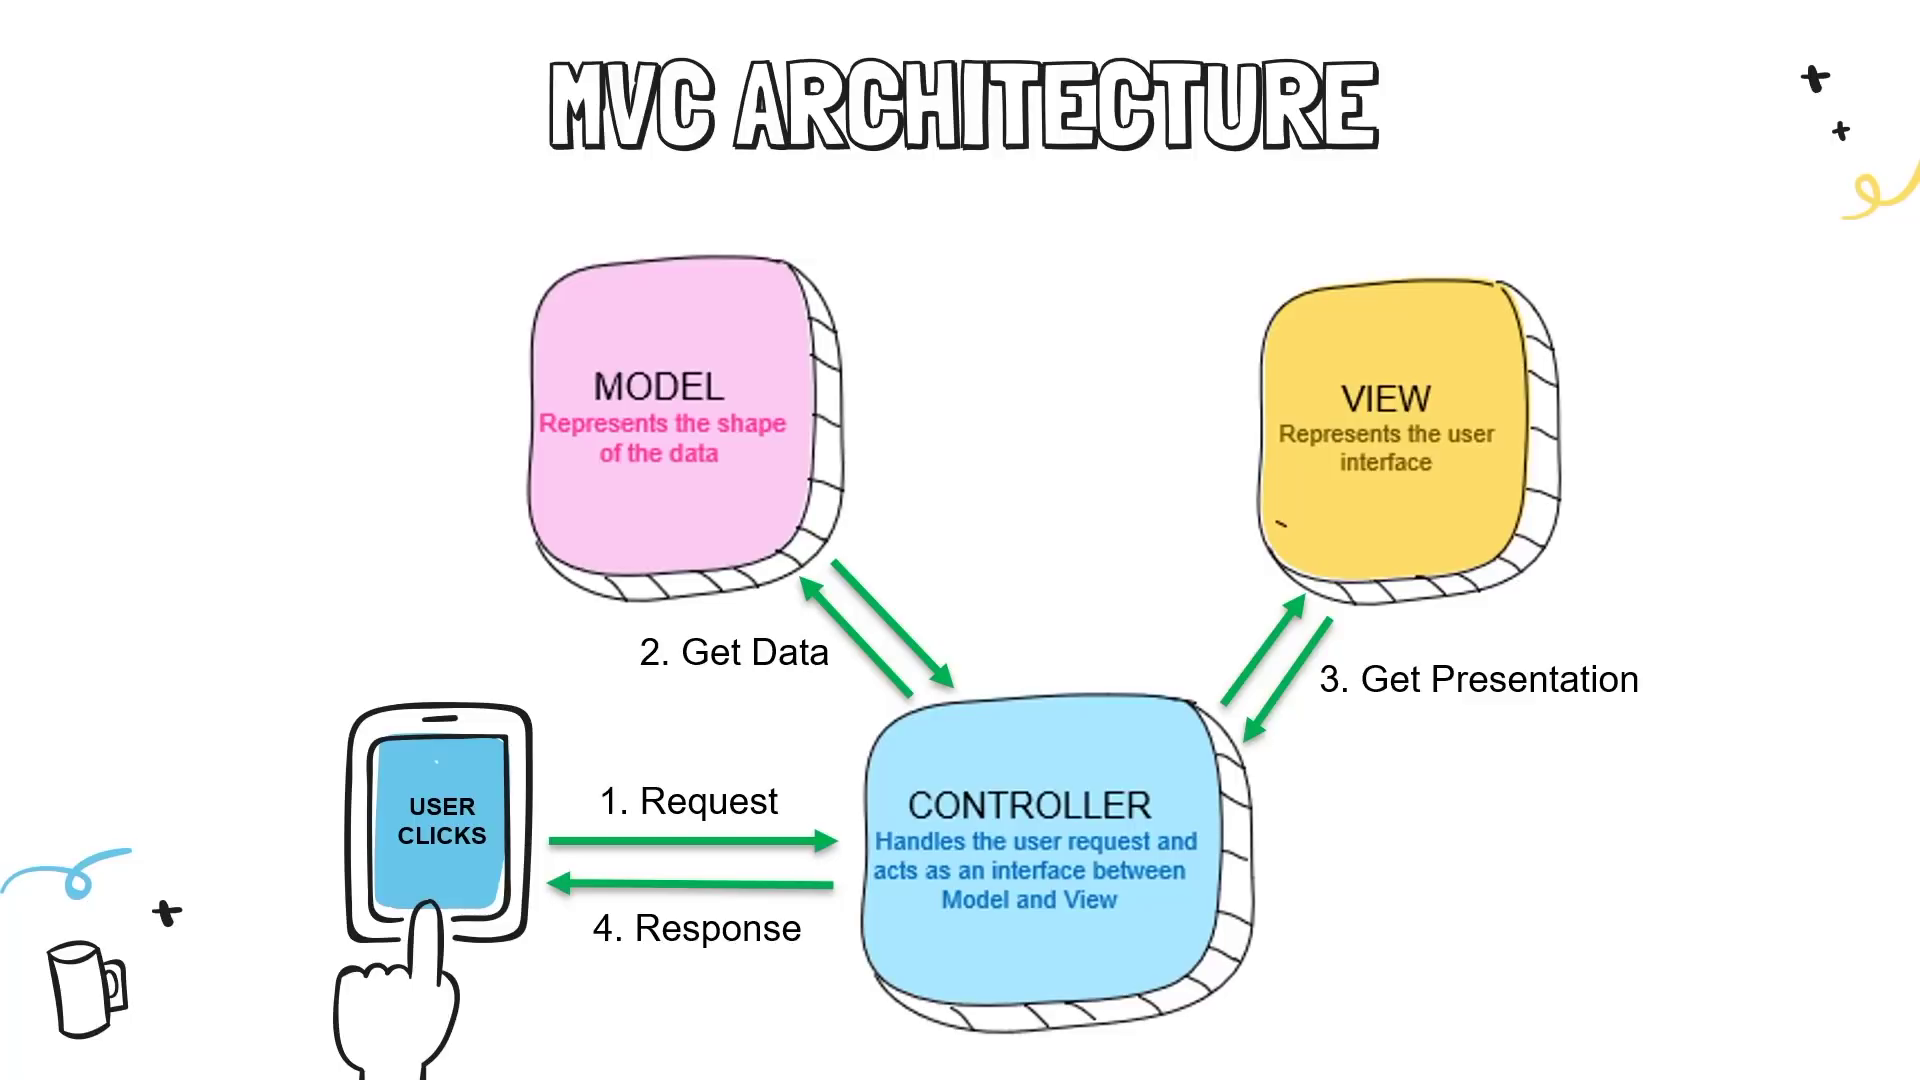 MVC ARCHITECTURE
MODEL
Represents the shape
of the data
VIEW
Represents the user
interface
2. Get Data
3. Get Presentation
USER
CLICKS
1. Request
4. Response
CONTROLLER
Handles the user request and
acts as an interface between
Model and View